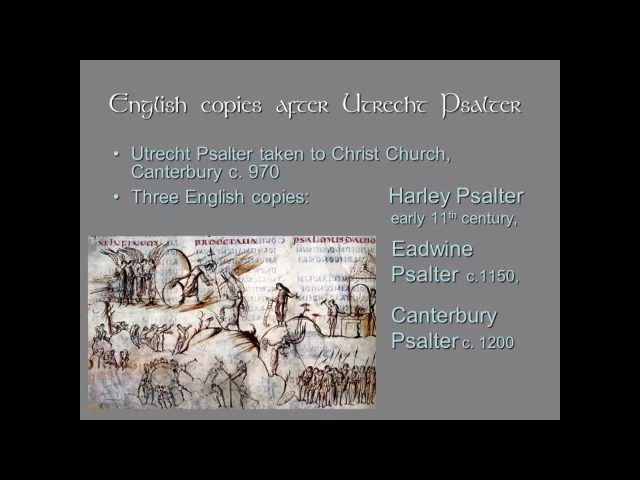 English copies after Utrecht Psalter
• Utrecht Psalter taken to Christ Church,
Canterbury c. 970
• Three English copies: Harley Psalter
early 11th century,
Eadwine
Psalter c.1150,
Canterbury
Psalter c. 1200